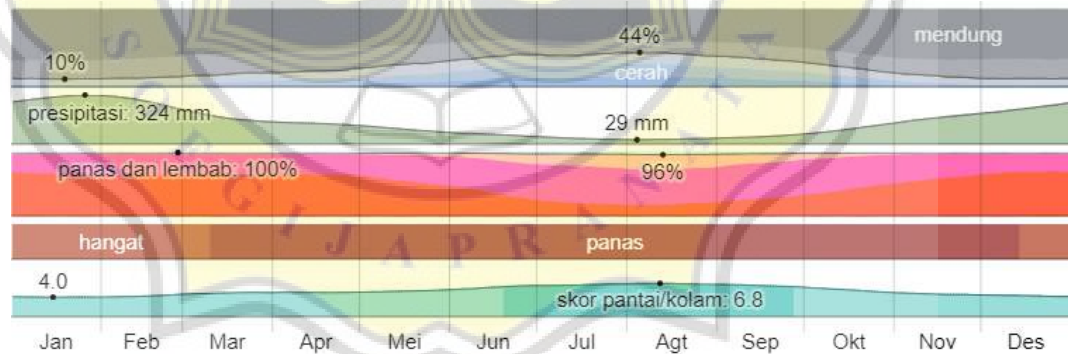 mendung
44%
10%
cerah
presipitasi: 324 mm
29 mm
panas dan lembab: 100%
96%
SOEGIJAPRANATA
hangat
panas
4.0
skor pantai/kolam: 6.8
Jan Feb Mar Apr Mei Jun Jul Agt Sep Okt Nov Des